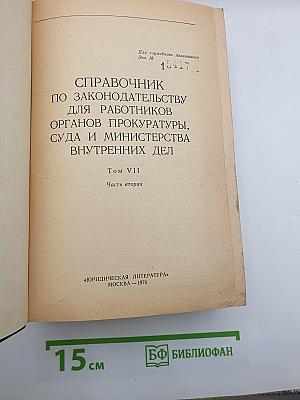 Для служебного пользования
Экз. №
15417
СПРАВОЧНИК
ПО ЗАКОНОДАТЕЛЬСТВУ
ДЛЯ РАБОТНИКОВ
ОРГАНОВ ПРОКУРАТУРЫ,
СУДА И МИНИСТЕРСТВА
ВНУТРЕННИХ ДЕЛ
Том VII
Часть вторая
«ЮРИДИЧЕСКАЯ ЛИТЕРАТУРА»
МОСКВА — 1976
15 см
БФ БИБЛИОФАН